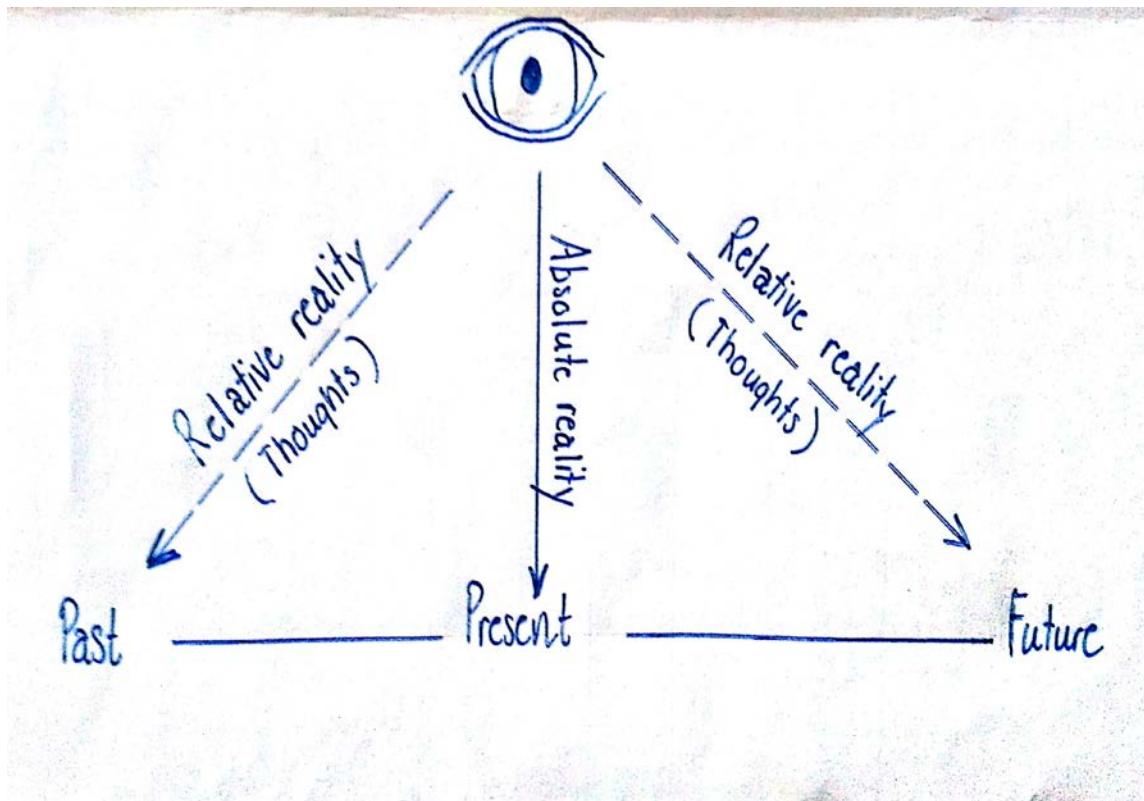 Relative reality
(Thoughts)
Absolute reality
Relative reality
(Thoughts)
Past
Present
Future